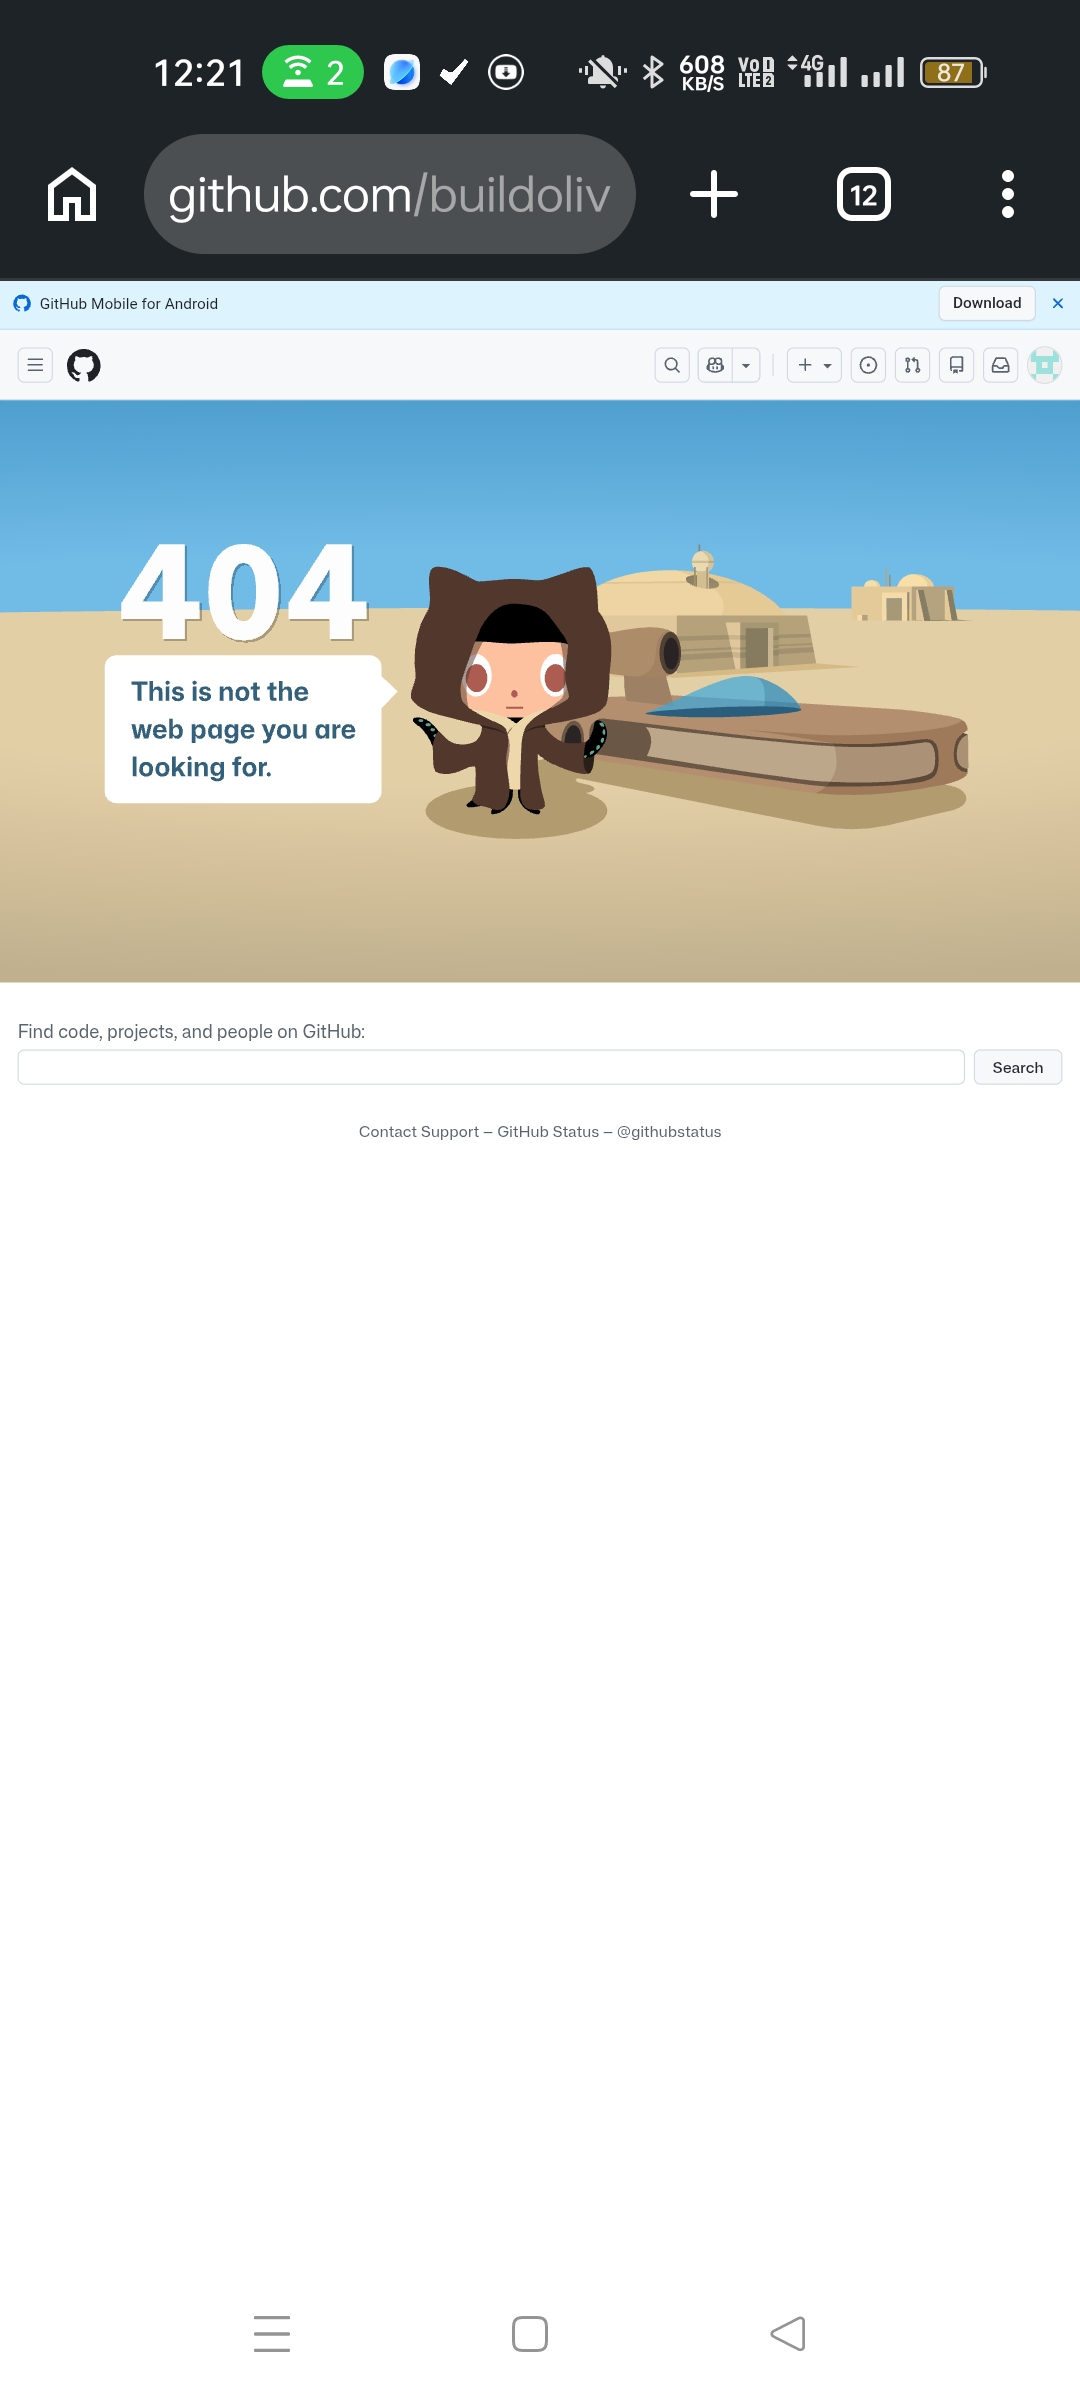 12:21 2 608 KB/S VoD LTE 2 4G 87
github.com/buildoliv 12
GitHub Mobile for Android Download
404
This is not the
web page you are
looking for.
Find code, projects, and people on GitHub:
Search
Contact Support — GitHub Status — @githubstatus